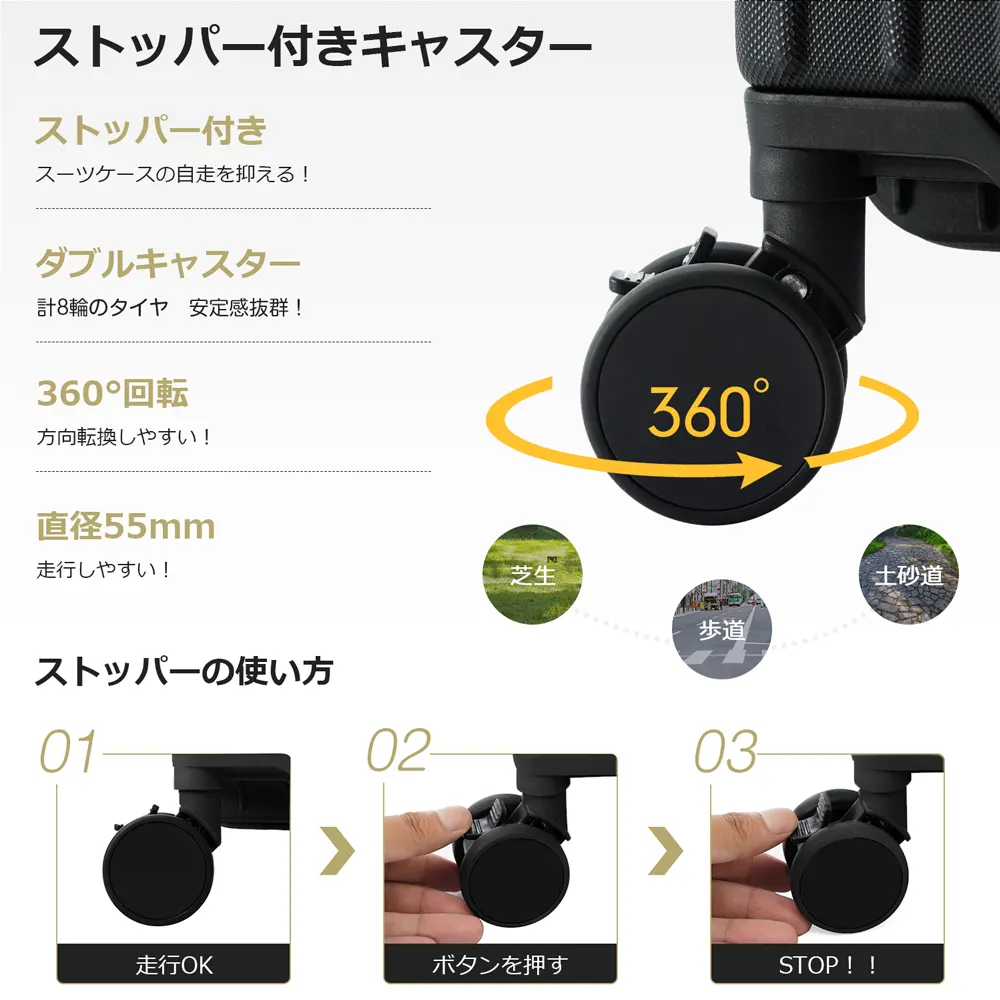 ストッパー付きキャスター
ストッパー付き
スーツケースの自走を抑える！
ダブルキャスター
計8輪のタイヤ　安定感抜群！
360°回転
方向転換しやすい！
直径55mm
走行しやすい！
360°
芝生
歩道
土砂道
ストッパーの使い方
01
走行OK
02
ボタンを押す
03
STOP！！